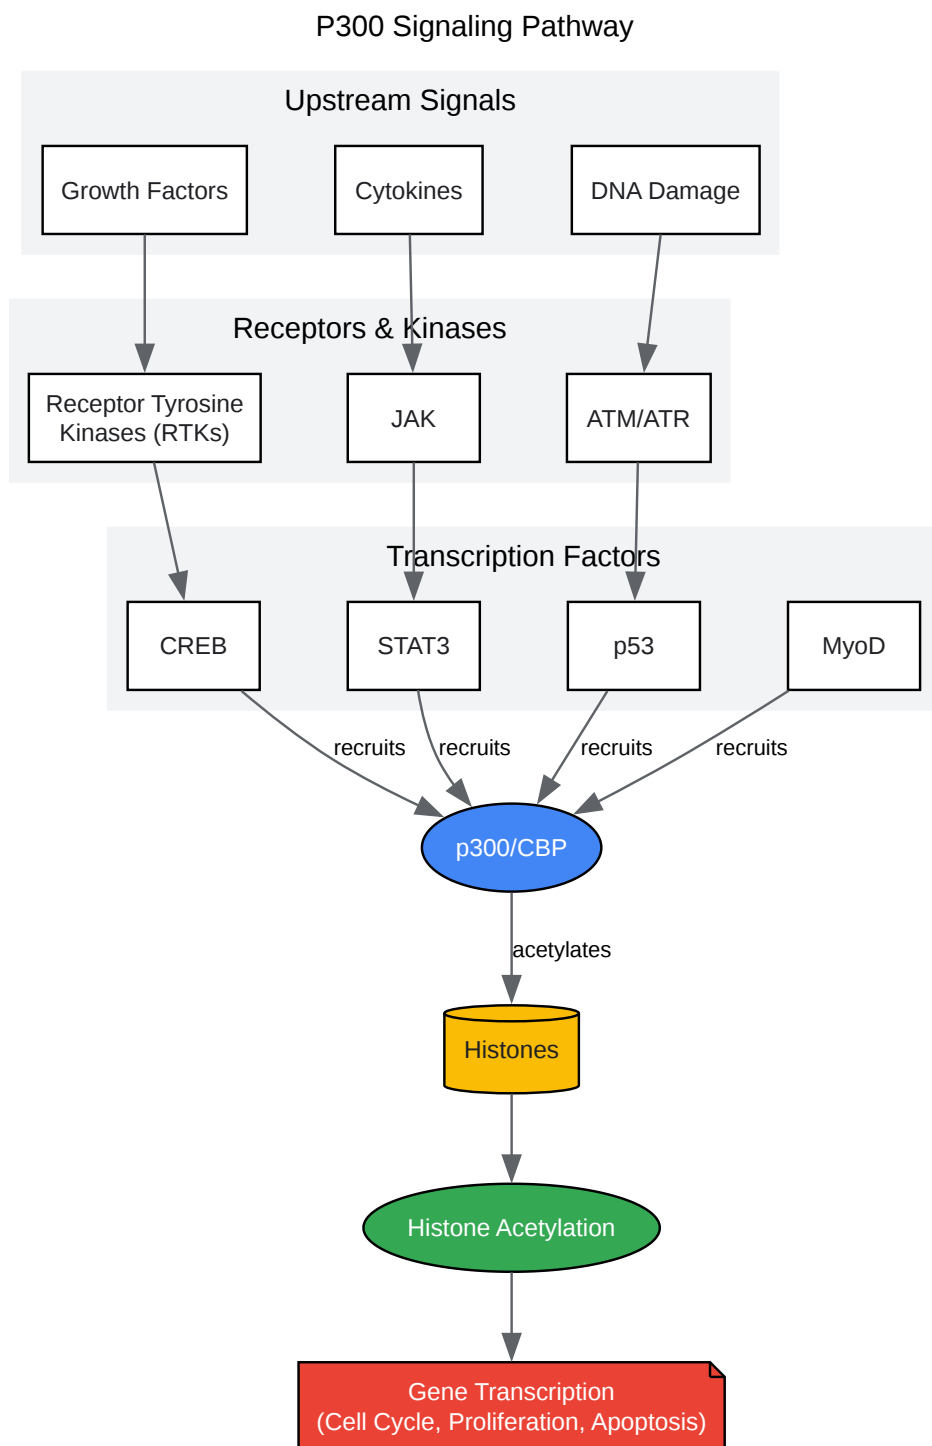 P300 Signaling Pathway
Upstream Signals
Growth Factors
Cytokines
DNA Damage
Receptors & Kinases
Receptor Tyrosine
Kinases (RTKs)
JAK
ATM/ATR
Transcription Factors
CREB
STAT3
p53
MyoD
recruits
recruits
recruits
recruits
p300/CBP
acetylates
Histones
Histone Acetylation
Gene Transcription
(Cell Cycle, Proliferation, Apoptosis)